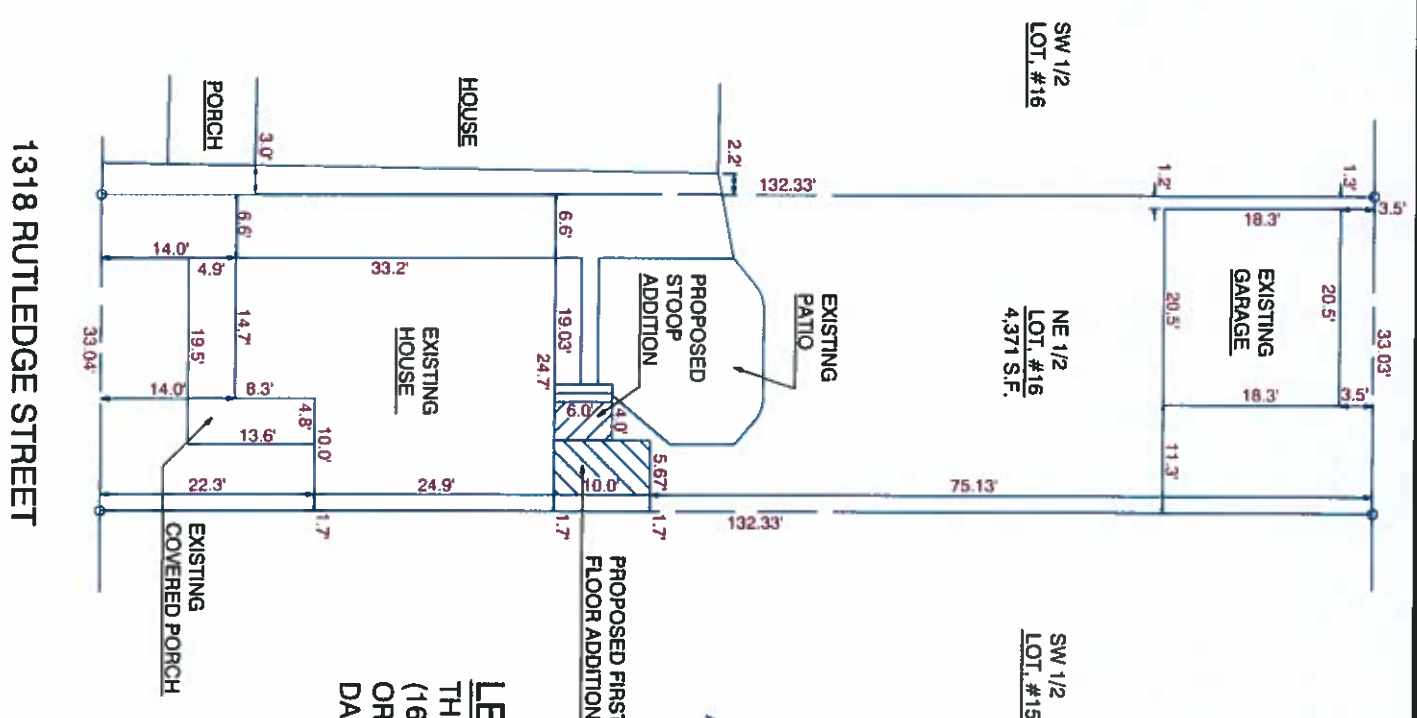 SW 1/2
LOT, #16
HOUSE
PORCH
3.0'
2.2'
132.33'
1.2'
1.3'
3.5'
18.3'
6.6'
6.6'
14.0'
4.9'
33.2'
EXISTING
GARAGE
20.5'
20.5'
33.03'
PROPOSED
STOOP
ADDITION
EXISTING
PATIO
NE 1/2
LOT, #16
4,371 S.F.
33.04'
19.5'
14.7'
EXISTING
HOUSE
19.03'
24.7'
14.0'
8.3'
4.8'
10.0'
6.0'
4.0'
18.3'
3.5'
13.6'
11.3'
5.67'
22.3'
24.9'
10.0'
75.13'
1.7'
1.7'
1.7'
132.33'
EXISTING
COVERED PORCH
PROPOSED FIRST
FLOOR ADDITION
SW 1/2
LOT, #15
1318 RUTLEDGE STREET
LE
TH
(16
OR
DA